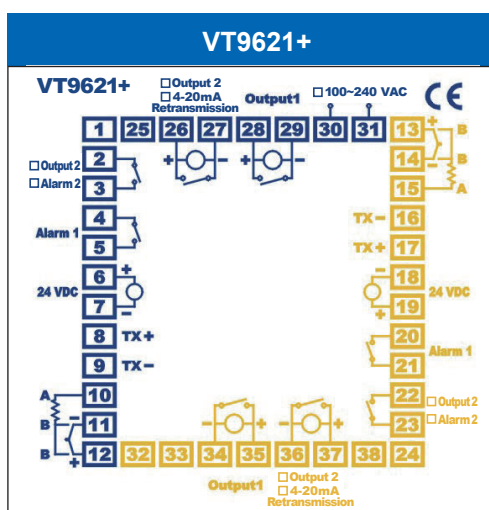 VT9621+
VT9621+
☐Output 2
☐4-20mA
Retransmission
Output1
☐100~240 VAC
CE
1 25 26 27 28 29 30 31 13
+ B
2 + - + - 14 B
-
☐Output 2
☐Alarm 2
3 15 A
4 TX- 16
Alarm 1
5 TX+ 17
6 + - 18
24 VDC 24 VDC
7 - + 19
8 TX+ 20
Alarm 1
9 TX- 21
A 10 22 ☐Output 2
B 11 - - + - + 23 ☐Alarm 2
B + 12 32 33 34 35 36 37 38 24
Output1
☐Output 2
☐4-20mA
Retransmission